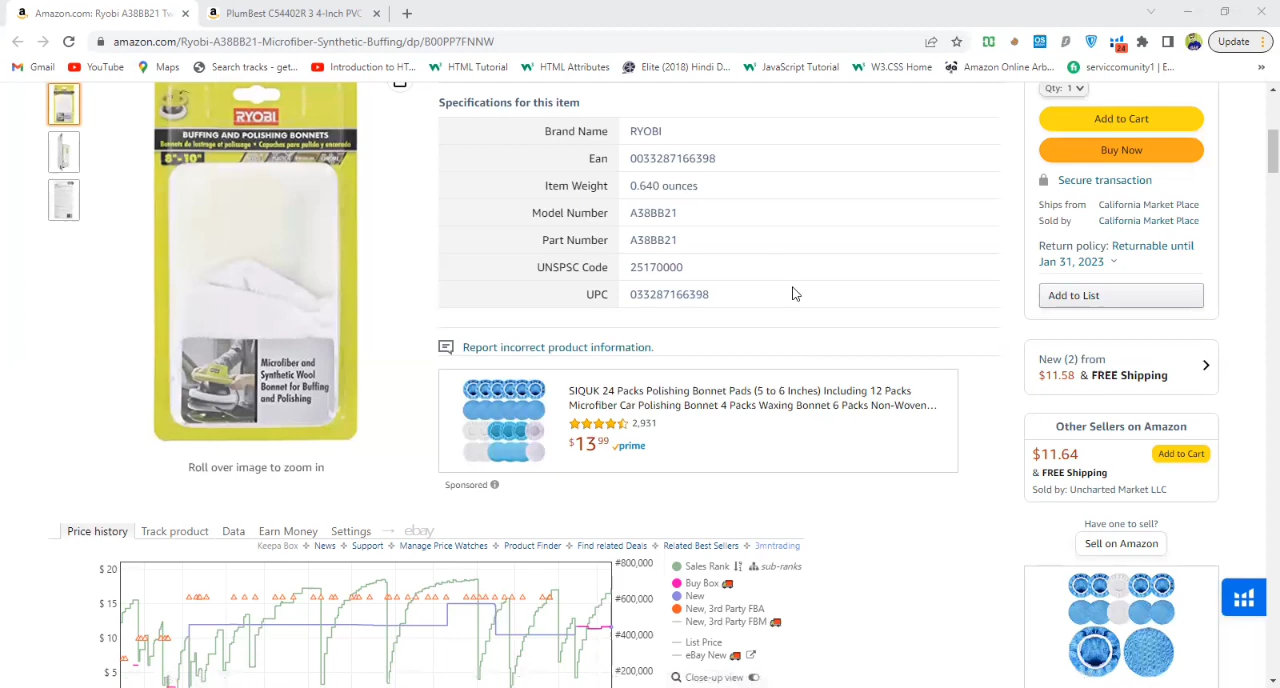 Amazon.com: Ryobi A38BB21 Tw
PlumBest C54402R 3 4-Inch PVC
amazon.com/Ryobi-A38BB21-Microfiber-Synthetic-Buffing/dp/B00PP7FNNW
24
Update
Gmail
YouTube
Maps
Search tracks - get...
Introduction to HT...
HTML Tutorial
HTML Attributes
Elite (2018) Hindi D...
JavaScript Tutorial
W3.CSS Home
Amazon Online Arb...
serviccomunity1 | E...
»
RYOBI
BUFFING AND POLISHING BONNETS
8"-10"
Microfiber and
Synthetic Wool
Bonnet for Buffing
and Polishing
Roll over image to zoom in
Specifications for this item
Brand Name RYOBI
Ean 0033287166398
Item Weight 0.640 ounces
Model Number A38BB21
Part Number A38BB21
UNSPSC Code 25170000
UPC 033287166398
Report incorrect product information.
SIQUK 24 Packs Polishing Bonnet Pads (5 to 6 Inches) Including 12 Packs
Microfiber Car Polishing Bonnet 4 Packs Waxing Bonnet 6 Packs Non-Woven...
2,931
$13.99 prime
Sponsored
Qty: 1
Add to Cart
Buy Now
Secure transaction
Ships from California Market Place
Sold by California Market Place
Return policy: Returnable until
Jan 31, 2023
Add to List
New (2) from
$11.58 & FREE Shipping
Other Sellers on Amazon
$11.64
Add to Cart
& FREE Shipping
Sold by: Uncharted Market LLC
Have one to sell?
Sell on Amazon
Price history Track product Data Earn Money Settings → ebay
Keepa Box News Support Manage Price Watches Product Finder Find related Deals Related Best Sellers 3mntrading
$ 20
$ 15
$ 10
$ 5
#800,000
#600,000
#400,000
#200,000
Sales Rank sub-ranks
Buy Box
New
New, 3rd Party FBA
New, 3rd Party FBM
List Price
eBay New
Close-up view